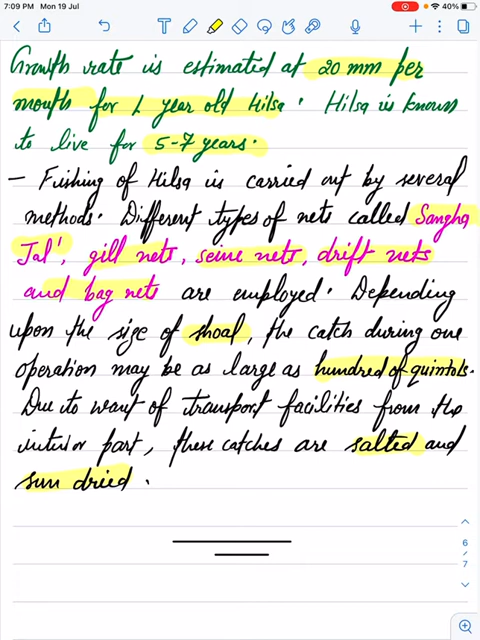 7:09 PM Mon 19 Jul
40%
Growth rate is estimated at 20 mm per
month for 1 year old Hilsa. Hilsa is known
to live for 5-7 years.
- Fishing of Hilsa is carried out by several
methods. Different types of nets called Sangha
Jal', gill nets, seine nets, drift nets
and bag nets are employed. Depending
upon the size of shoal, the catch during one
operation may be as large as hundred of quintols.
Due to want of transport facilities from the
interior part, these catches are salted and
sun dried.
6
7